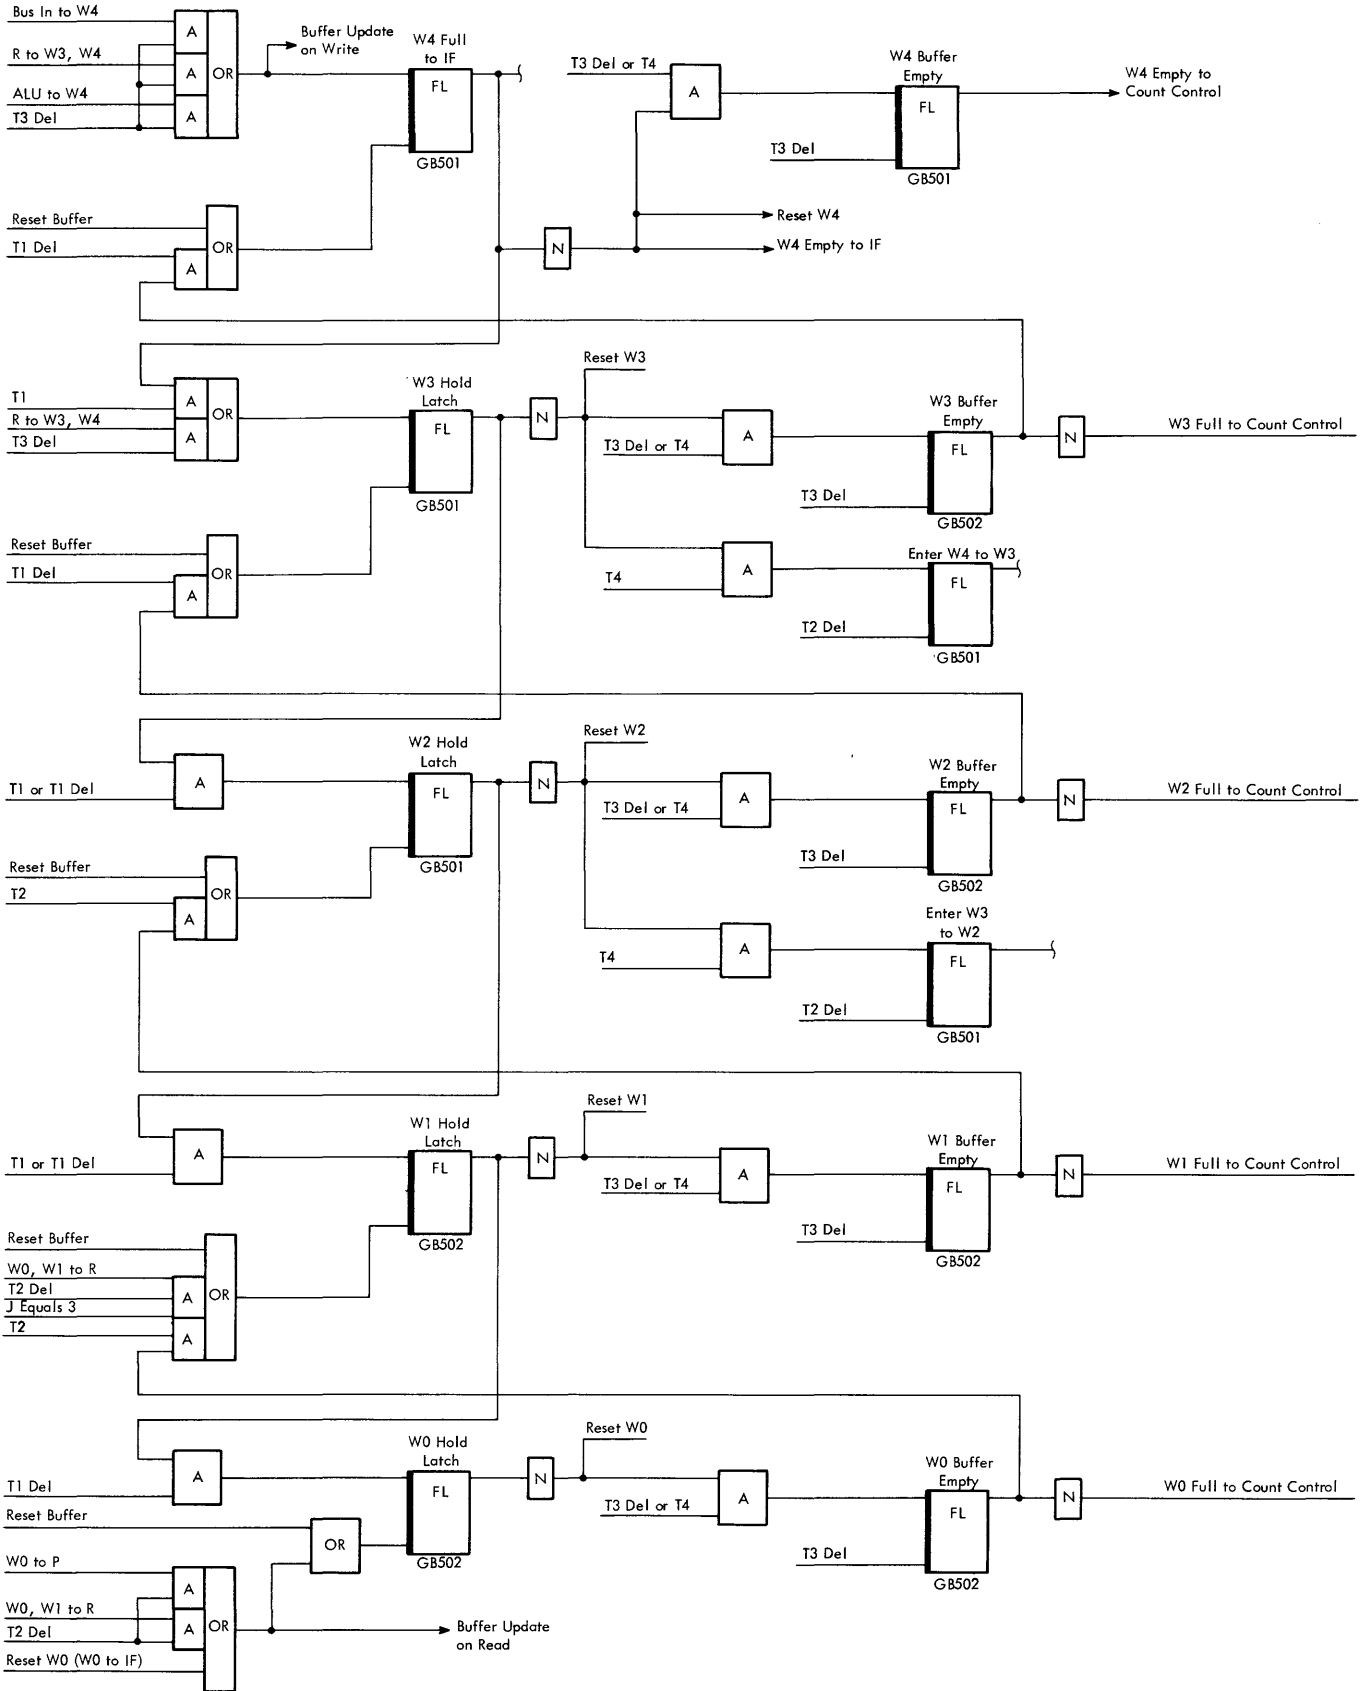 Bus In to W4
A
R to W3, W4
A
OR
ALU to W4
A
T3 Del
Buffer Update
on Write
W4 Full
to IF
FL
GB501
T3 Del or T4
A
W4 Buffer
Empty
FL
T3 Del
GB501
W4 Empty to
Count Control
Reset Buffer
T1 Del
OR
A
N
Reset W4
W4 Empty to IF
T1
A
OR
R to W3, W4
T3 Del
A
W3 Hold
Latch
FL
GB501
N
Reset W3
T3 Del or T4
A
W3 Buffer
Empty
FL
T3 Del
GB502
N
W3 Full to Count Control
Reset Buffer
T1 Del
OR
A
T4
A
Enter W4 to W3
FL
T2 Del
GB501
T1 or T1 Del
A
W2 Hold
Latch
FL
GB501
N
Reset W2
T3 Del or T4
A
W2 Buffer
Empty
FL
T3 Del
GB502
N
W2 Full to Count Control
Reset Buffer
T2
OR
A
T4
A
Enter W3
to W2
FL
T2 Del
GB501
T1 or T1 Del
A
W1 Hold
Latch
FL
GB502
N
Reset W1
T3 Del or T4
A
W1 Buffer
Empty
FL
T3 Del
GB502
N
W1 Full to Count Control
Reset Buffer
W0, W1 to R
T2 Del
A
OR
J Equals 3
T2
A
T1 Del
A
W0 Hold
Latch
FL
GB502
N
Reset W0
T3 Del or T4
A
W0 Buffer
Empty
FL
T3 Del
GB502
N
W0 Full to Count Control
Reset Buffer
OR
W0 to P
A
W0, W1 to R
A
OR
T2 Del
Reset W0 (W0 to IF)
Buffer Update
on Read